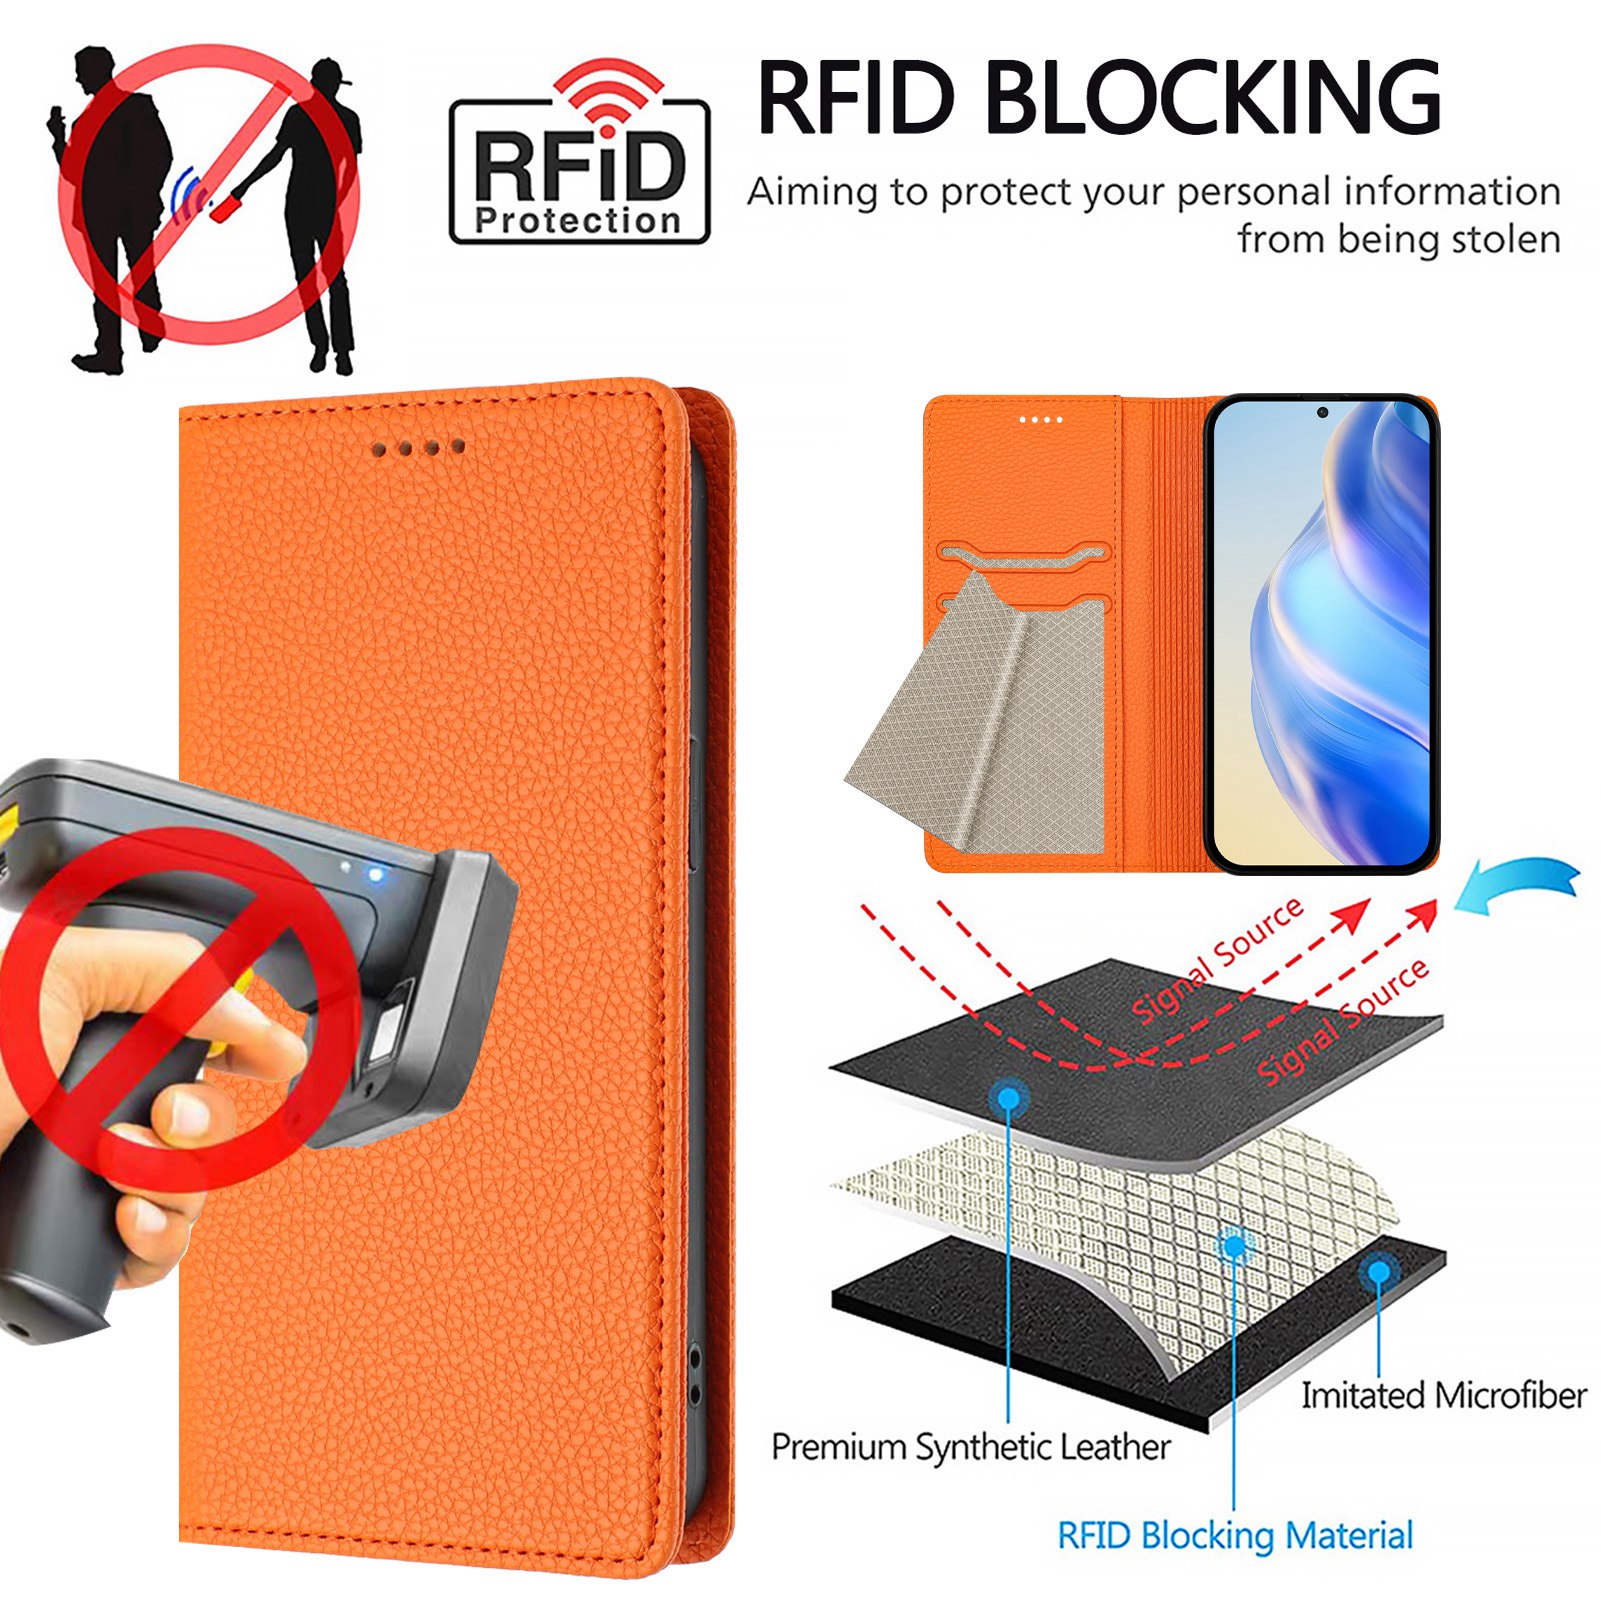 RFiD
Protection
RFID BLOCKING
Aiming to protect your personal information
from being stolen
Signal Source
Signal Source
Imitated Microfiber
Premium Synthetic Leather
RFID Blocking Material